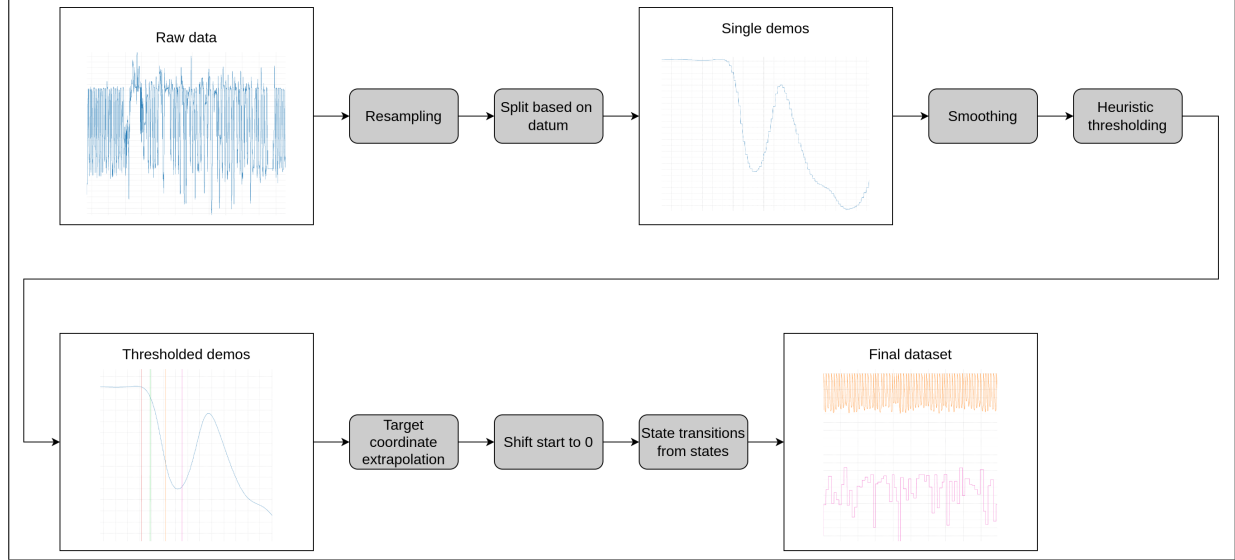 Raw data
Resampling
Split based on
datum
Single demos
Smoothing
Heuristic
thresholding
Thresholded demos
Target
coordinate
extrapolation
Shift start to 0
State transitions
from states
Final dataset